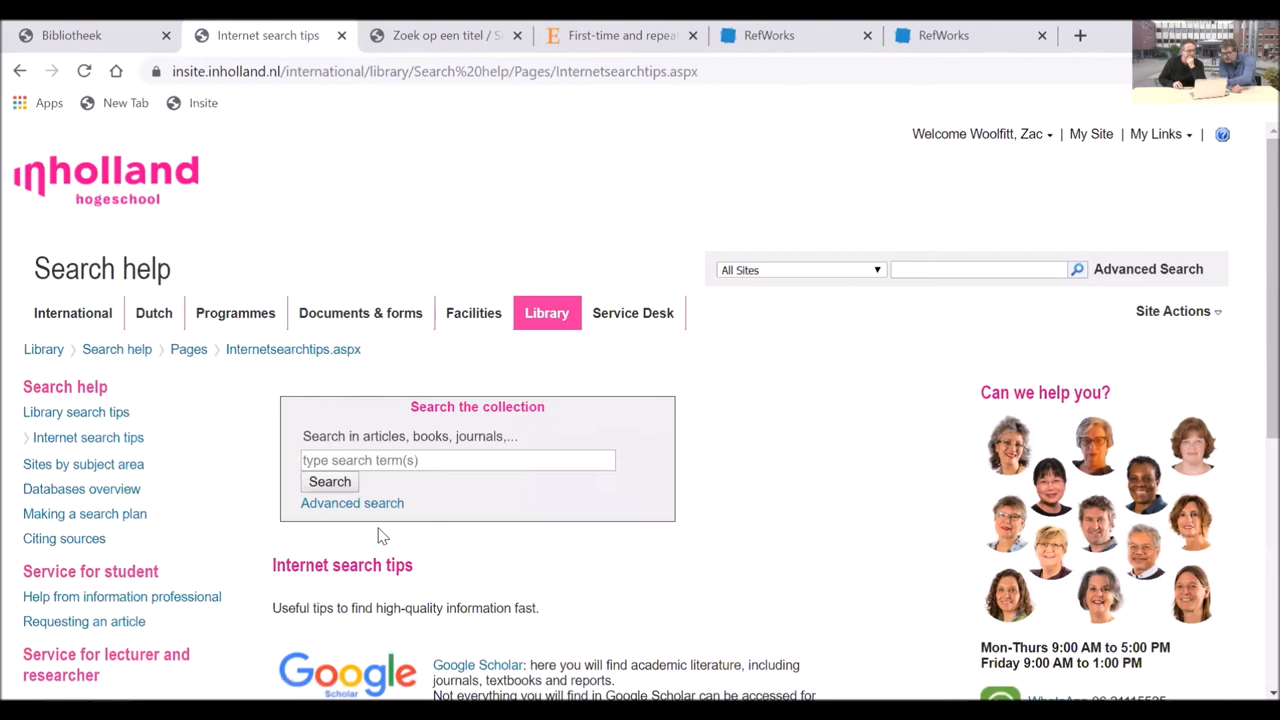 Bibliotheek
Internet search tips
Zoek op een titel / S
First-time and repea
RefWorks
RefWorks
insite.inholland.nl/international/library/Search%20help/Pages/Internetsearchtips.aspx
Apps
New Tab
Insite
Welcome Woolfitt, Zac | My Site | My Links |
inholland
hogeschool
Search help
All Sites
Advanced Search
International
Dutch
Programmes
Documents & forms
Facilities
Library
Service Desk
Site Actions
Library > Search help > Pages > Internetsearchtips.aspx
Search help
Library search tips
Internet search tips
Sites by subject area
Databases overview
Making a search plan
Citing sources
Service for student
Help from information professional
Requesting an article
Service for lecturer and
researcher
Search the collection
Search in articles, books, journals,...
type search term(s)
Search
Advanced search
Internet search tips
Useful tips to find high-quality information fast.
Google
Scholar
Google Scholar: here you will find academic literature, including
journals, textbooks and reports.
Not everything you will find in Google Scholar can be accessed for
Can we help you?
Mon-Thurs 9:00 AM to 5:00 PM
Friday 9:00 AM to 1:00 PM